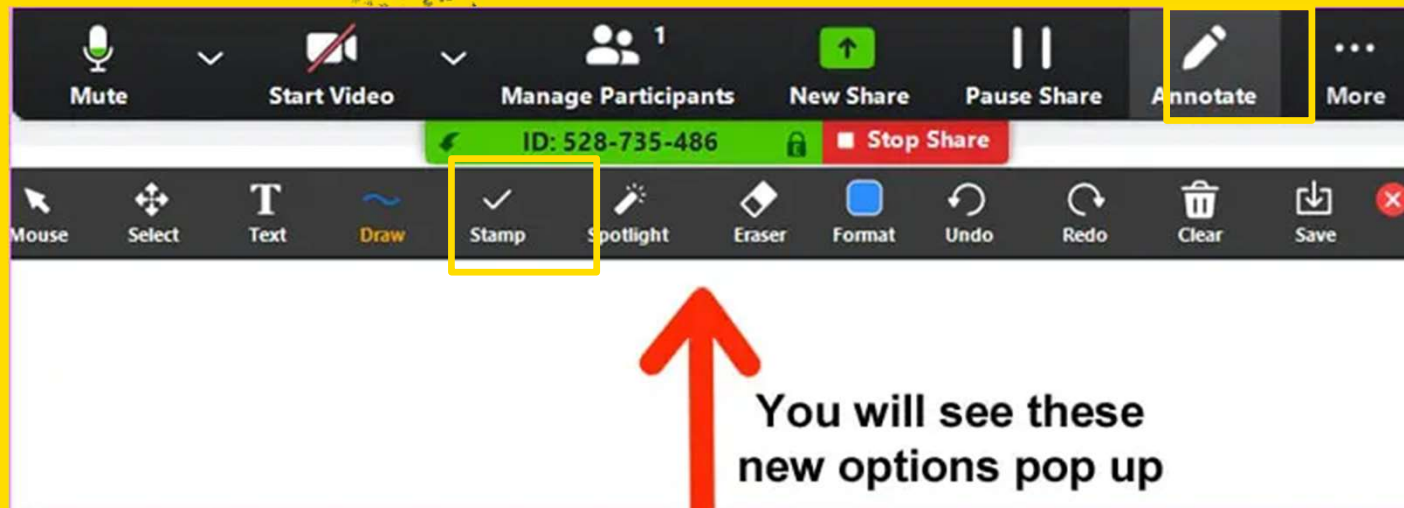 1
Mute Start Video Manage Participants New Share Pause Share Annotate More
ID: 528-735-486 Stop Share
Mouse Select Text Draw Stamp Spotlight Eraser Format Undo Redo Clear Save
You will see these
new options pop up